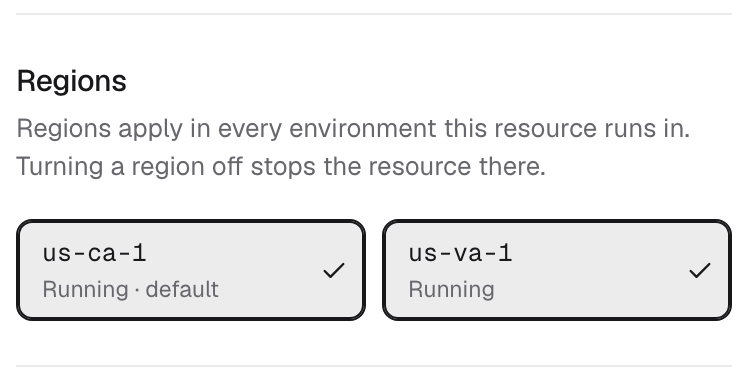 Regions
Regions apply in every environment this resource runs in.
Turning a region off stops the resource there.
us-ca-1
Running · default
us-va-1
Running